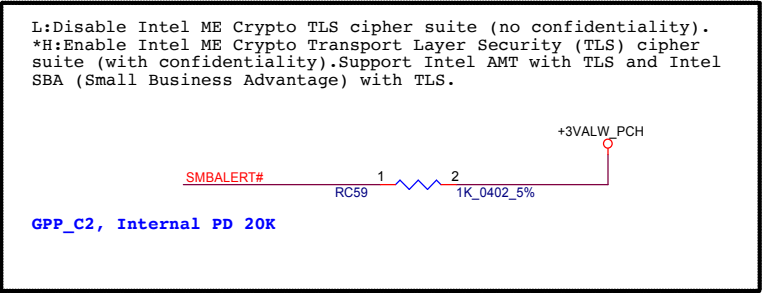 L:Disable Intel ME Crypto TLS cipher suite (no confidentiality).
*H:Enable Intel ME Crypto Transport Layer Security (TLS) cipher
suite (with confidentiality).Support Intel AMT with TLS and Intel
SBA (Small Business Advantage) with TLS.
+3VALW_PCH
SMBALERT# 1 2
RC59 1K_0402_5%
GPP_C2, Internal PD 20K